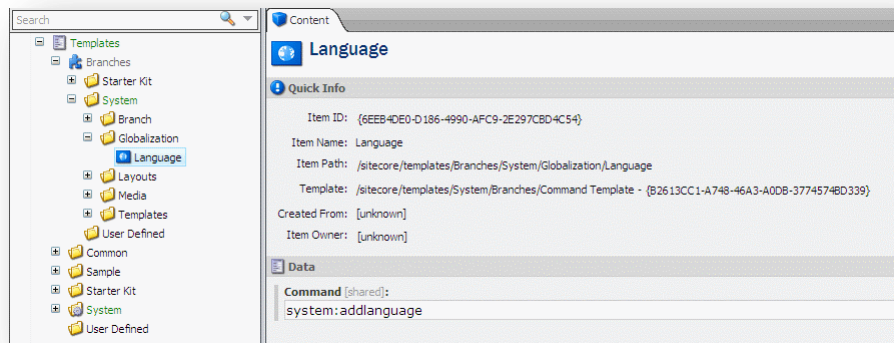 Search
Templates
Branches
Starter Kit
System
Branch
Globalization
Language
Layouts
Media
Templates
User Defined
Common
Sample
Starter Kit
System
User Defined
Content
Language
Quick Info
Item ID: {6EEB4DE0-D186-4990-AFC9-2E297CBD4C54}
Item Name: Language
Item Path: /sitecore/templates/Branches/System/Globalization/Language
Template: /sitecore/templates/System/Branches/Command Template - {B2613CC1-A748-46A3-A0DB-3774574BD339}
Created From: [unknown]
Item Owner: [unknown]
Data
Command [shared]:
system:addlanguage